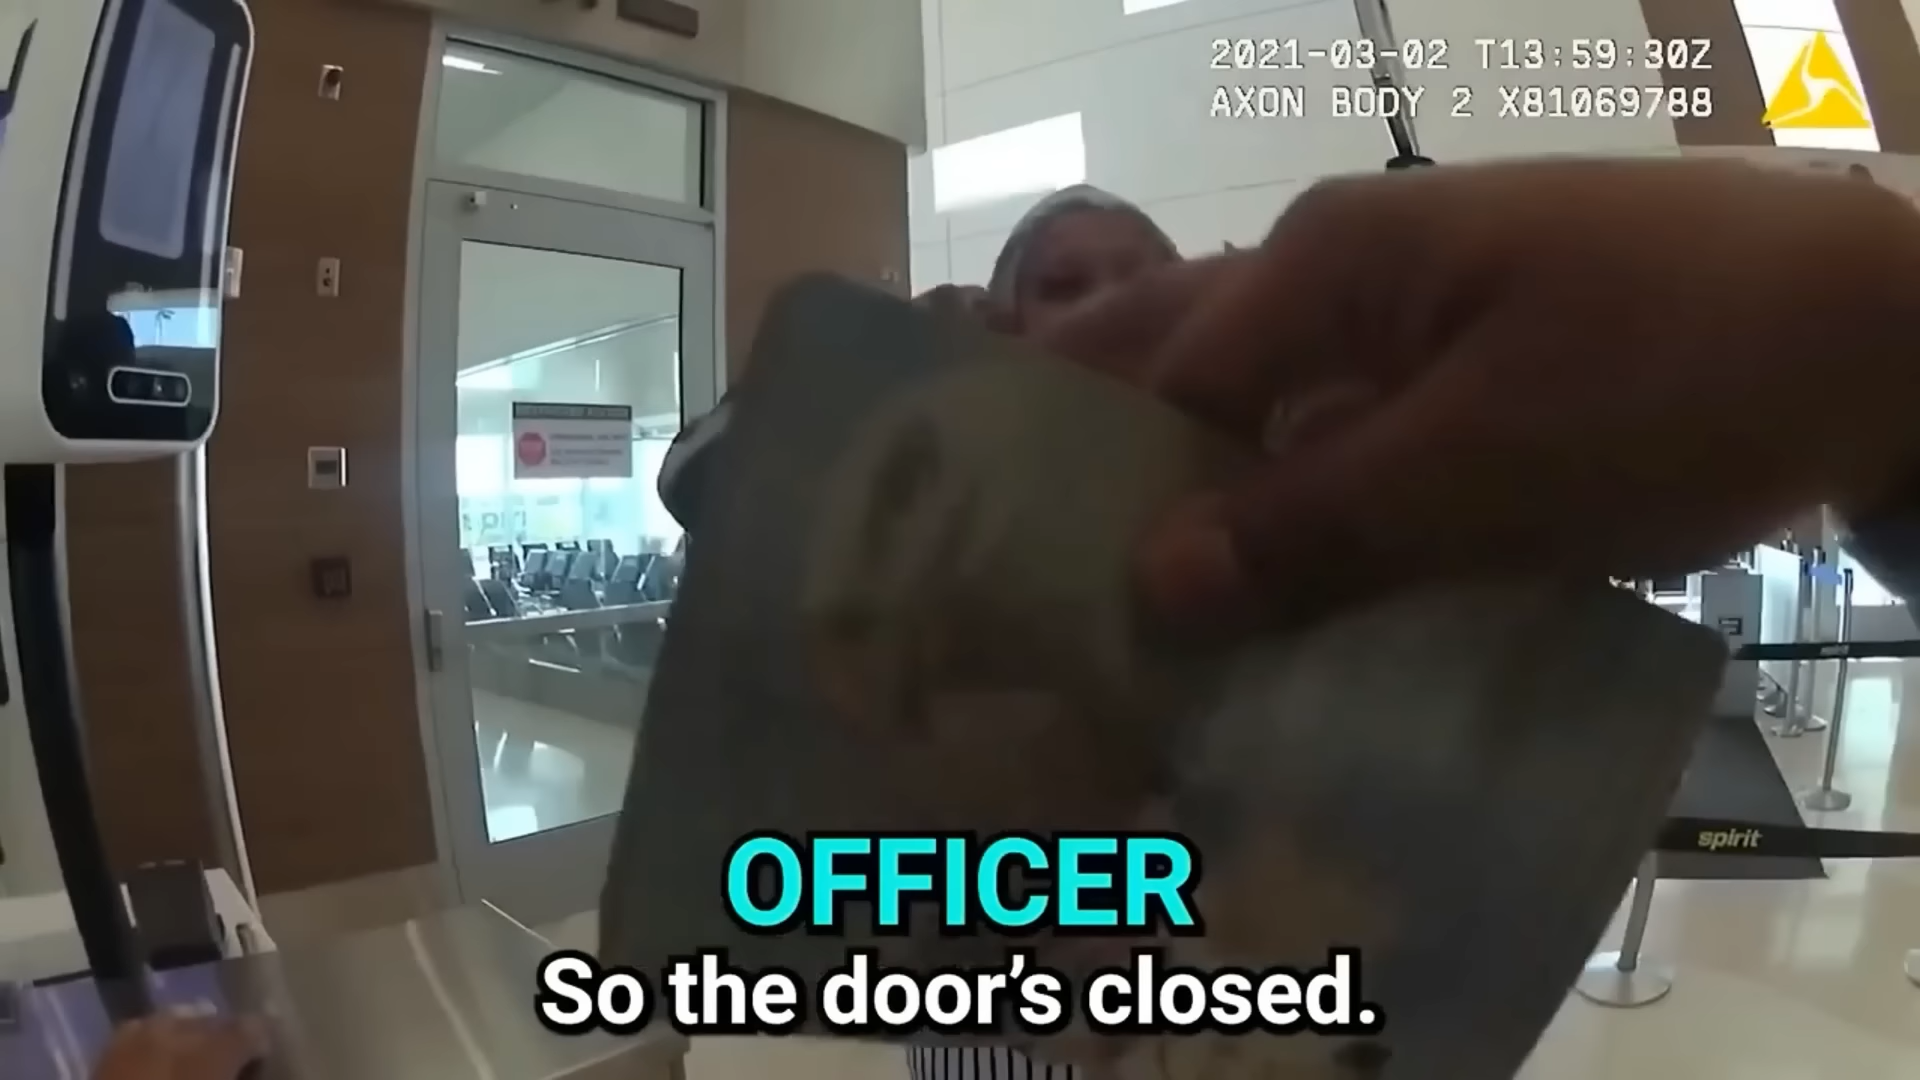 2021-03-02 T13:59:30Z
AXON BODY 2 X81069788
spirit
OFFICER
So the door's closed.